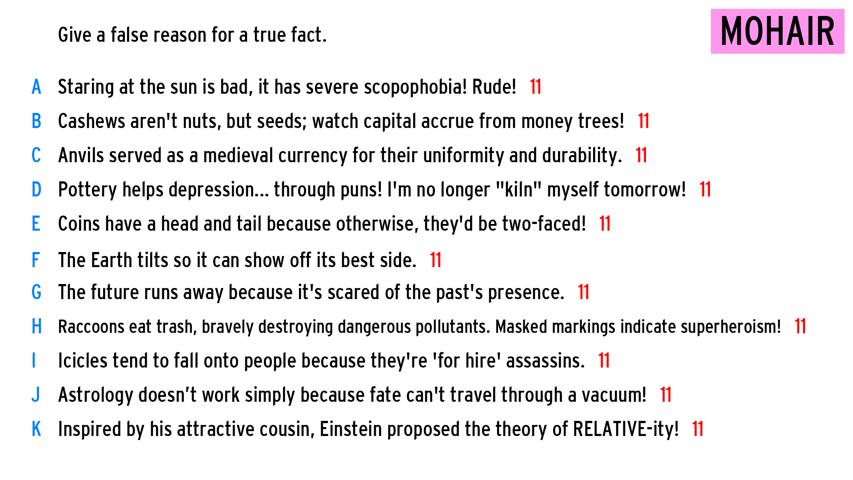 Give a false reason for a true fact.
MOHAIR
A Staring at the sun is bad, it has severe scopophobia! Rude! 11
B Cashews aren't nuts, but seeds; watch capital accrue from money trees! 11
C Anvils served as a medieval currency for their uniformity and durability. 11
D Pottery helps depression... through puns! I'm no longer "kiln" myself tomorrow! 11
E Coins have a head and tail because otherwise, they'd be two-faced! 11
F The Earth tilts so it can show off its best side. 11
G The future runs away because it's scared of the past's presence. 11
H Raccoons eat trash, bravely destroying dangerous pollutants. Masked markings indicate superheroism! 11
I Icicles tend to fall onto people because they're 'for hire' assassins. 11
J Astrology doesn’t work simply because fate can't travel through a vacuum! 11
K Inspired by his attractive cousin, Einstein proposed the theory of RELATIVE-ity! 11